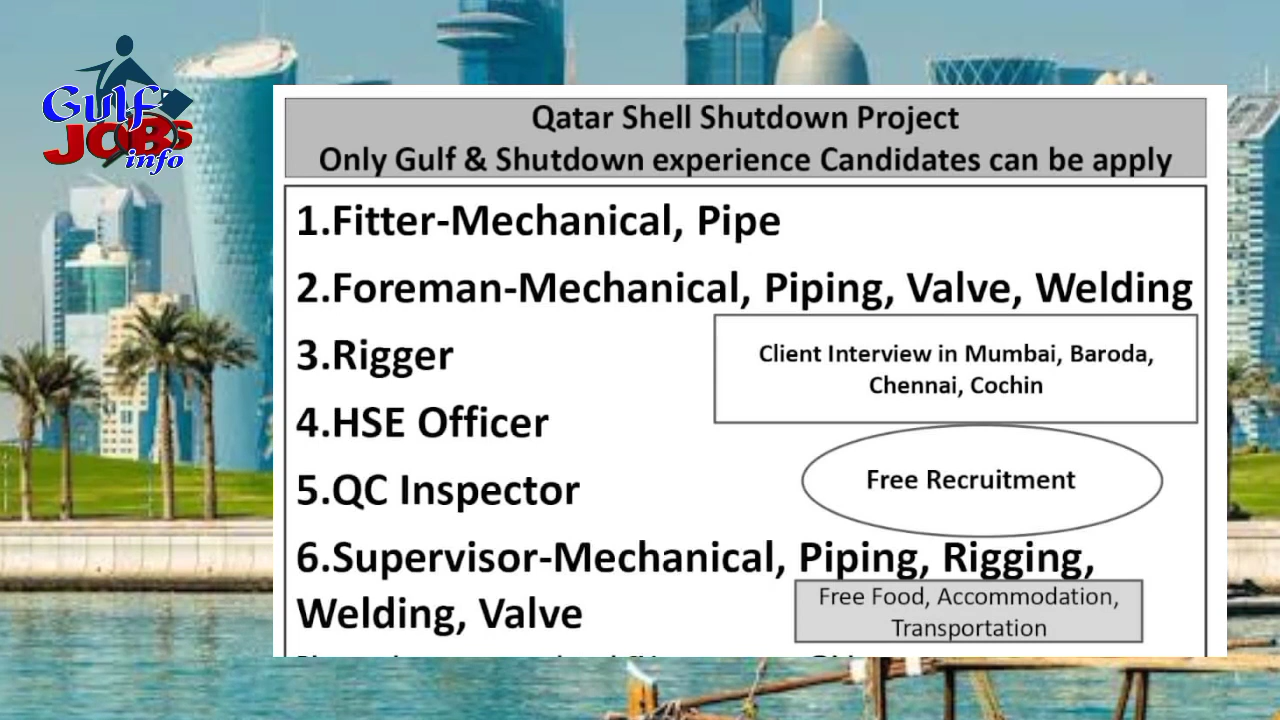 Gulf
JOBS
info
Qatar Shell Shutdown Project
Only Gulf & Shutdown experience Candidates can be apply
1.Fitter-Mechanical, Pipe
2.Foreman-Mechanical, Piping, Valve, Welding
3.Rigger
Client Interview in Mumbai, Baroda,
Chennai, Cochin
4.HSE Officer
Free Recruitment
5.QC Inspector
6.Supervisor-Mechanical, Piping, Rigging,
Welding, Valve
Free Food, Accommodation,
Transportation